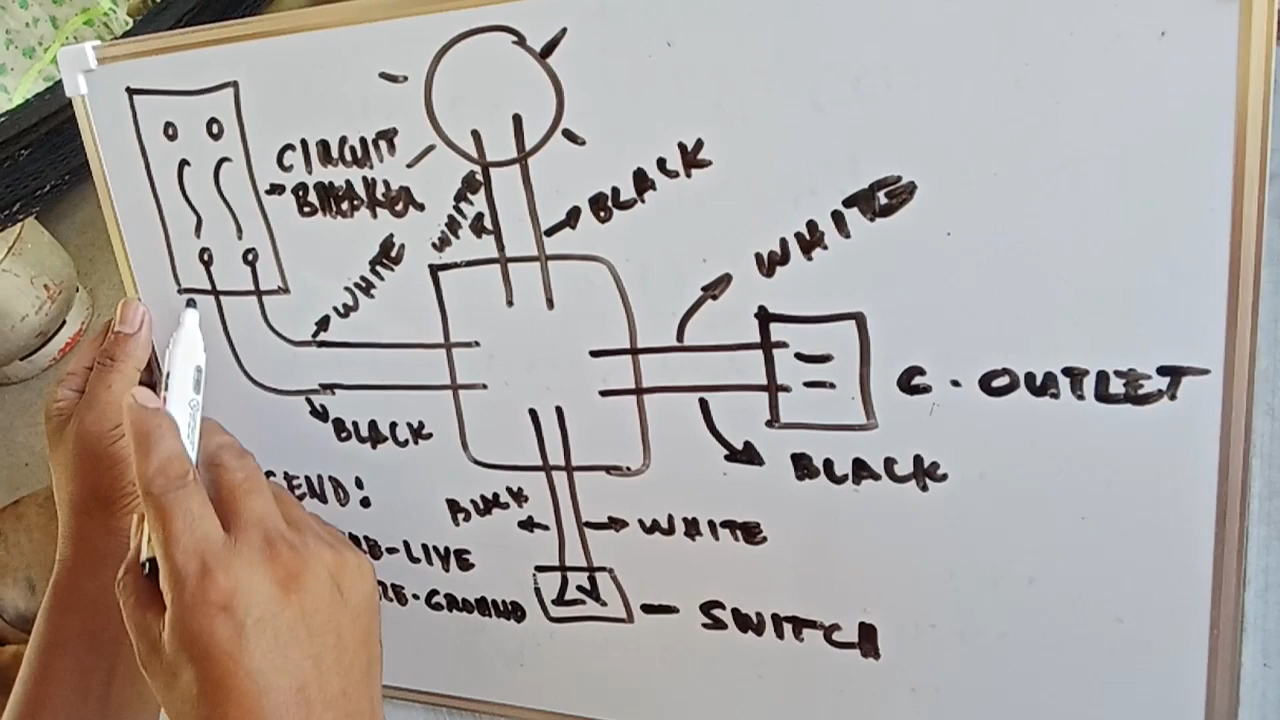 CIRCUIT
BREAKER
WHITE
WHITE
BLACK
WHITE
BLACK
C. OUTLET
BLACK
BLACK
WHITE
SWITCH
-LIVE
-GROUND